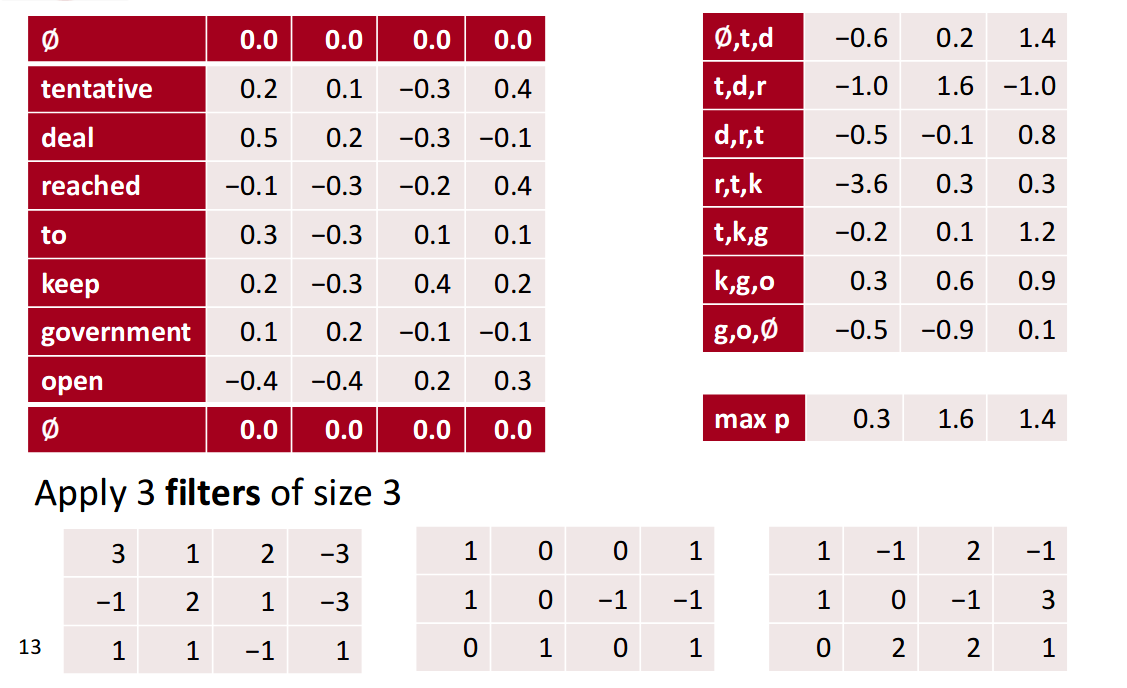 Ø 0.0 0.0 0.0 0.0
tentative 0.2 0.1 −0.3 0.4
deal 0.5 0.2 −0.3 −0.1
reached −0.1 −0.3 −0.2 0.4
to 0.3 −0.3 0.1 0.1
keep 0.2 −0.3 0.4 0.2
government 0.1 0.2 −0.1 −0.1
open −0.4 −0.4 0.2 0.3
Ø 0.0 0.0 0.0 0.0
Ø,t,d −0.6 0.2 1.4
t,d,r −1.0 1.6 −1.0
d,r,t −0.5 −0.1 0.8
r,t,k −3.6 0.3 0.3
t,k,g −0.2 0.1 1.2
k,g,o 0.3 0.6 0.9
g,o,Ø −0.5 −0.9 0.1
max p 0.3 1.6 1.4
Apply 3 filters of size 3
3 1 2 −3
−1 2 1 −3
1 1 −1 1
1 0 0 1
1 0 −1 −1
0 1 0 1
1 −1 2 −1
1 0 −1 3
0 2 2 1
13